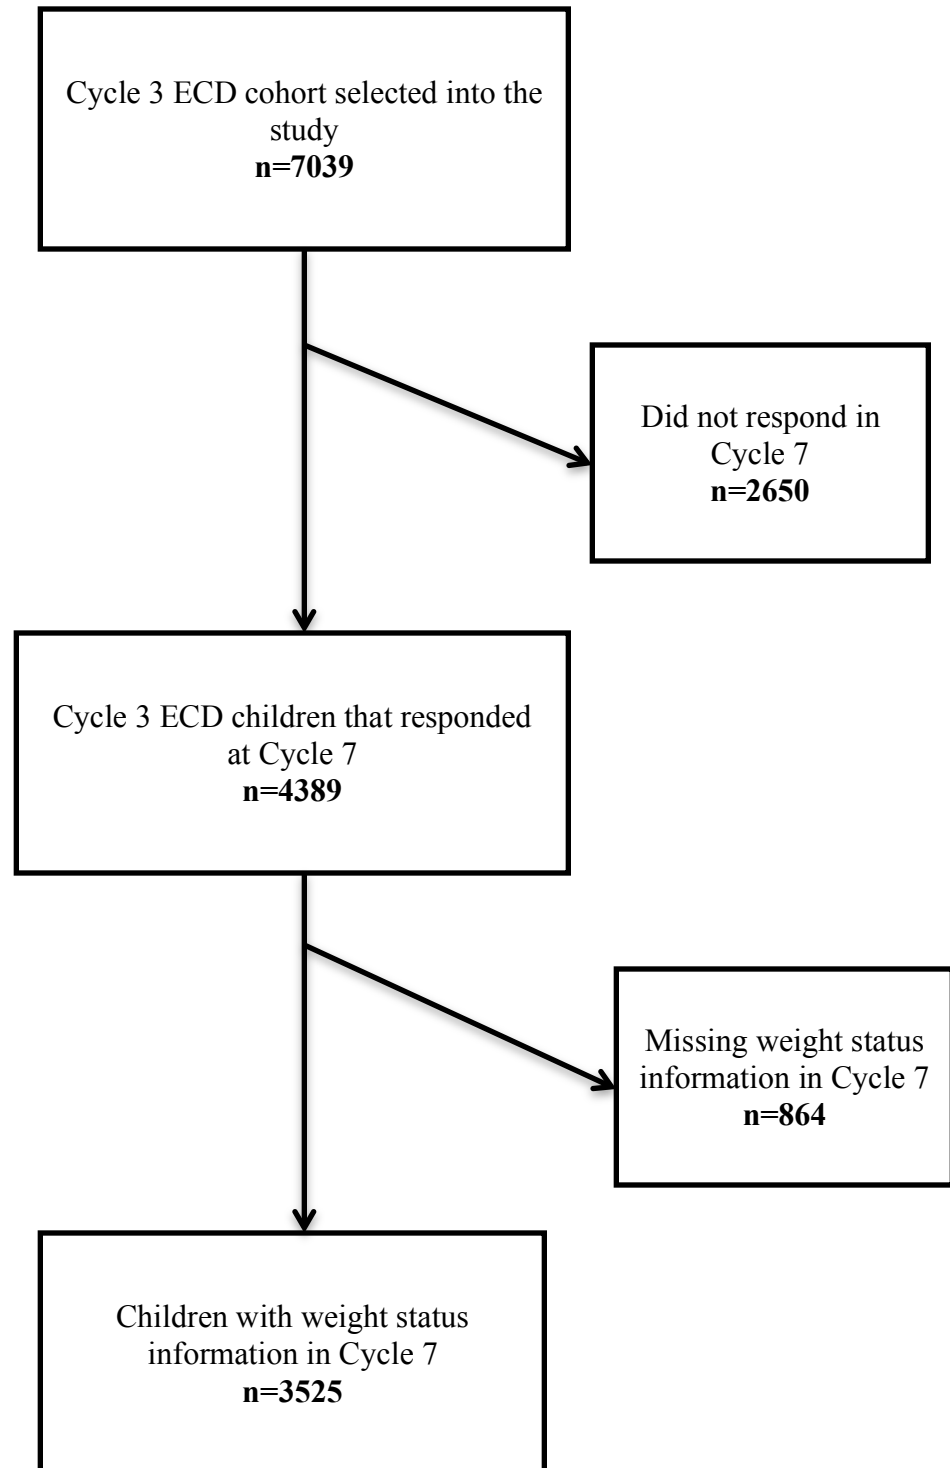 Cycle 3 ECD cohort selected into the
study
n=7039
Did not respond in
Cycle 7
n=2650
Cycle 3 ECD children that responded
at Cycle 7
n=4389
Missing weight status
information in Cycle 7
n=864
Children with weight status
information in Cycle 7
n=3525